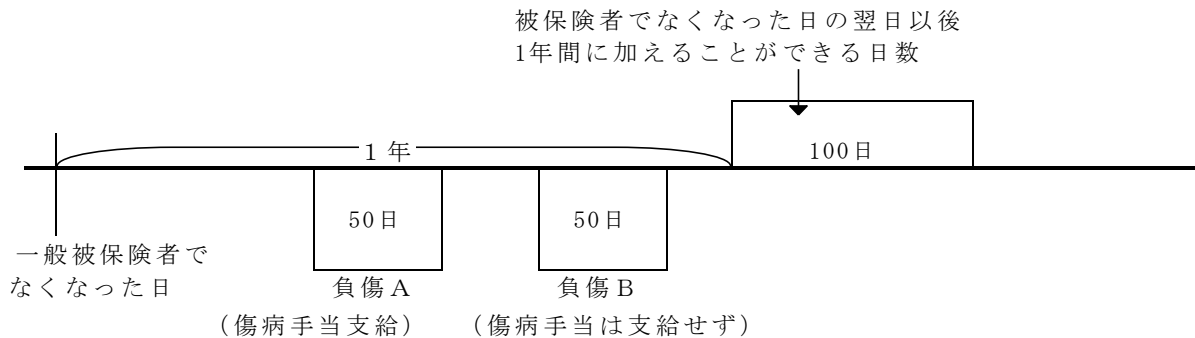 被保険者でなくなった日の翌日以後
1年間に加えることができる日数
1年
100日
50日
50日
一般被保険者で
なくなった日
負傷A
負傷B
(傷病手当支給)
(傷病手当は支給せず)